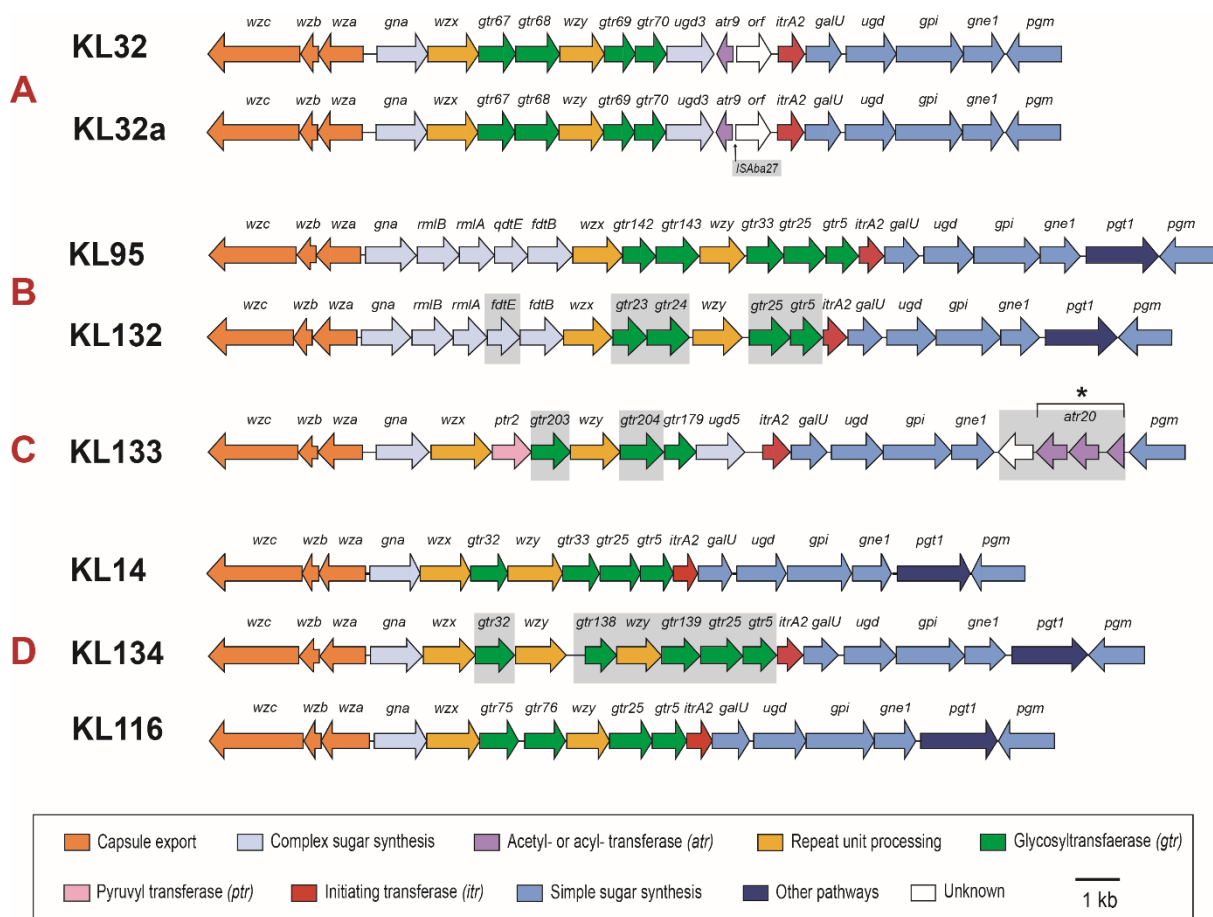 wzc wzb wza gna wzx gtr67 gtr68 wzy gtr69 gtr70 ugd3 atr9 orf itrA2 galU ugd gpi gne1 pgm
KL32
A
wzc wzb wza gna wzx gtr67 gtr68 wzy gtr69 gtr70 ugd3 atr9 orf itrA2 galU ugd gpi gne1 pgm
KL32a
ISAba27
wzc wzb wza gna rmlB rmlA qdtE fdtB wzx gtr142 gtr143 wzy gtr33 gtr25 gtr5 itrA2 galU ugd gpi gne1 pgt1 pgm
KL95
B
wzc wzb wza gna rmlB rmlA fdtE fdtB wzx gtr23 gtr24 wzy gtr25 gtr5 itrA2 galU ugd gpi gne1 pgt1 pgm
KL132
*
wzc wzb wza gna wzx ptr2 gtr203 wzy gtr204 gtr179 ugd5 itrA2 galU ugd gpi gne1 atr20 pgm
C KL133
wzc wzb wza gna wzx gtr32 wzy gtr33 gtr25 gtr5 itrA2 galU ugd gpi gne1 pgt1 pgm
KL14
wzc wzb wza gna wzx gtr32 wzy gtr138 wzy gtr139 gtr25 gtr5 itrA2 galU ugd gpi gne1 pgt1 pgm
D KL134
wzc wzb wza gna wzx gtr75 gtr76 wzy gtr25 gtr5 itrA2 galU ugd gpi gne1 pgt1 pgm
KL116
Capsule export Complex sugar synthesis Acetyl- or acyl- transferase (atr) Repeat unit processing Glycosyltransfaerase (gtr)
Pyruvyl transferase (ptr) Initiating transferase (itr) Simple sugar synthesis Other pathways Unknown 1 kb